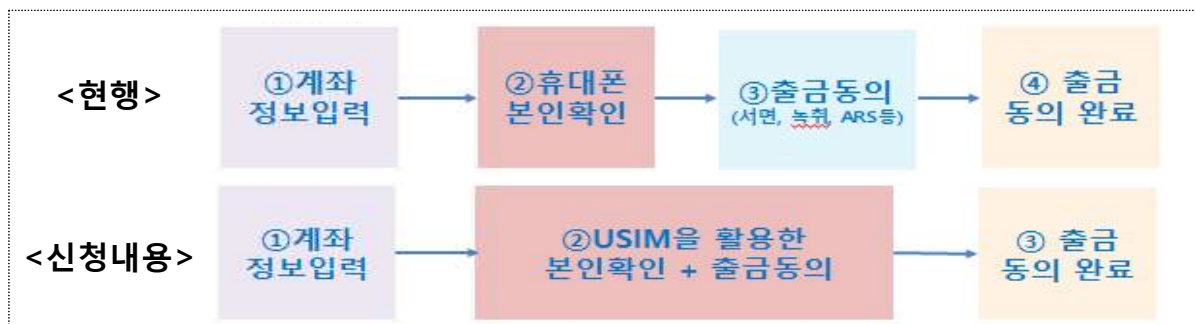 <현행>
①계좌
정보입력
②휴대폰
본인확인
③출금동의
(서면, 녹취, ARS등)
④ 출금
동의 완료
<신청내용>
①계좌
정보입력
②USIM을 활용한
본인확인 + 출금동의
③ 출금
동의 완료